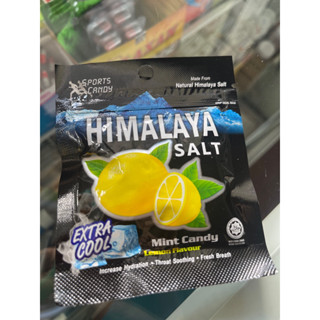 SPORTS
CANDY
Made From
Natural Himalaya Salt
HIMALAYA
SALT
EXTRA
COOL
Mint Candy
Lemon Flavour
Increase Hydration • Throat Soothing • Fresh Breath